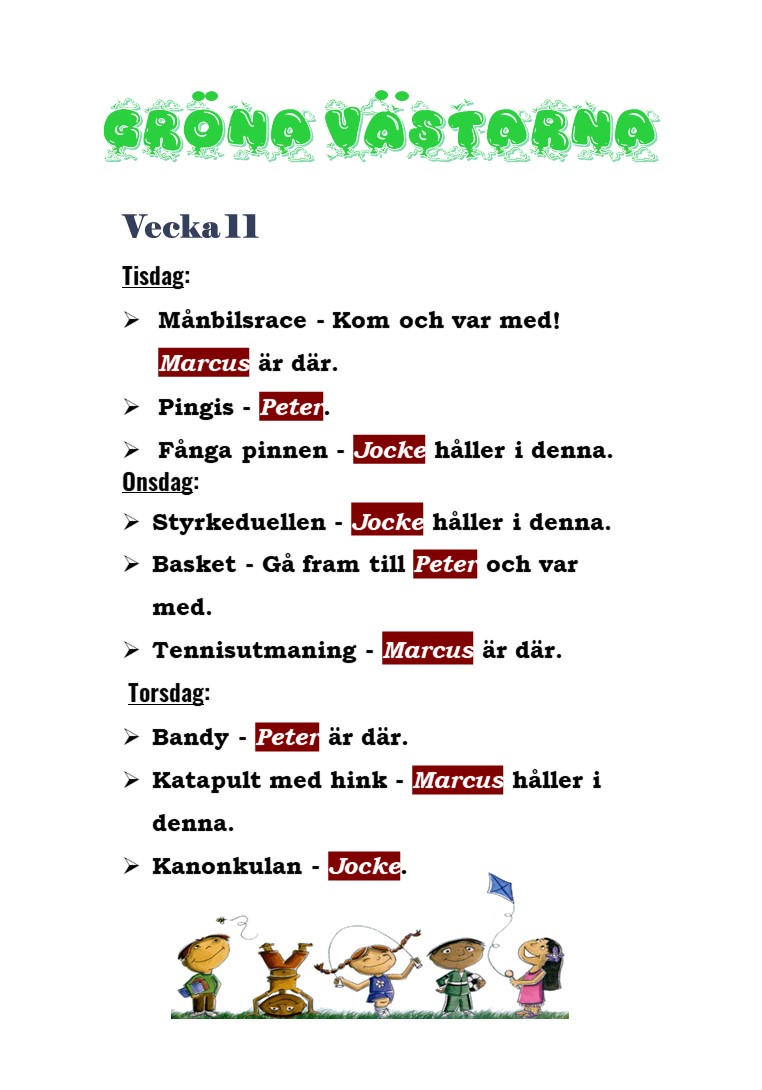 GRÖNA VÄSTARNA
Vecka11
Tisdag:
➢ Månbilsrace - Kom och var med!
Marcus är där.
➢ Pingis - Peter.
➢ Fånga pinnen - Jocke håller i denna.
Onsdag:
➢ Styrkeduellen - Jocke håller i denna.
➢ Basket - Gå fram till Peter och var
med.
➢ Tennisutmaning - Marcus är där.
Torsdag:
➢ Bandy - Peter är där.
➢ Katapult med hink - Marcus håller i
denna.
➢ Kanonkulan - Jocke.